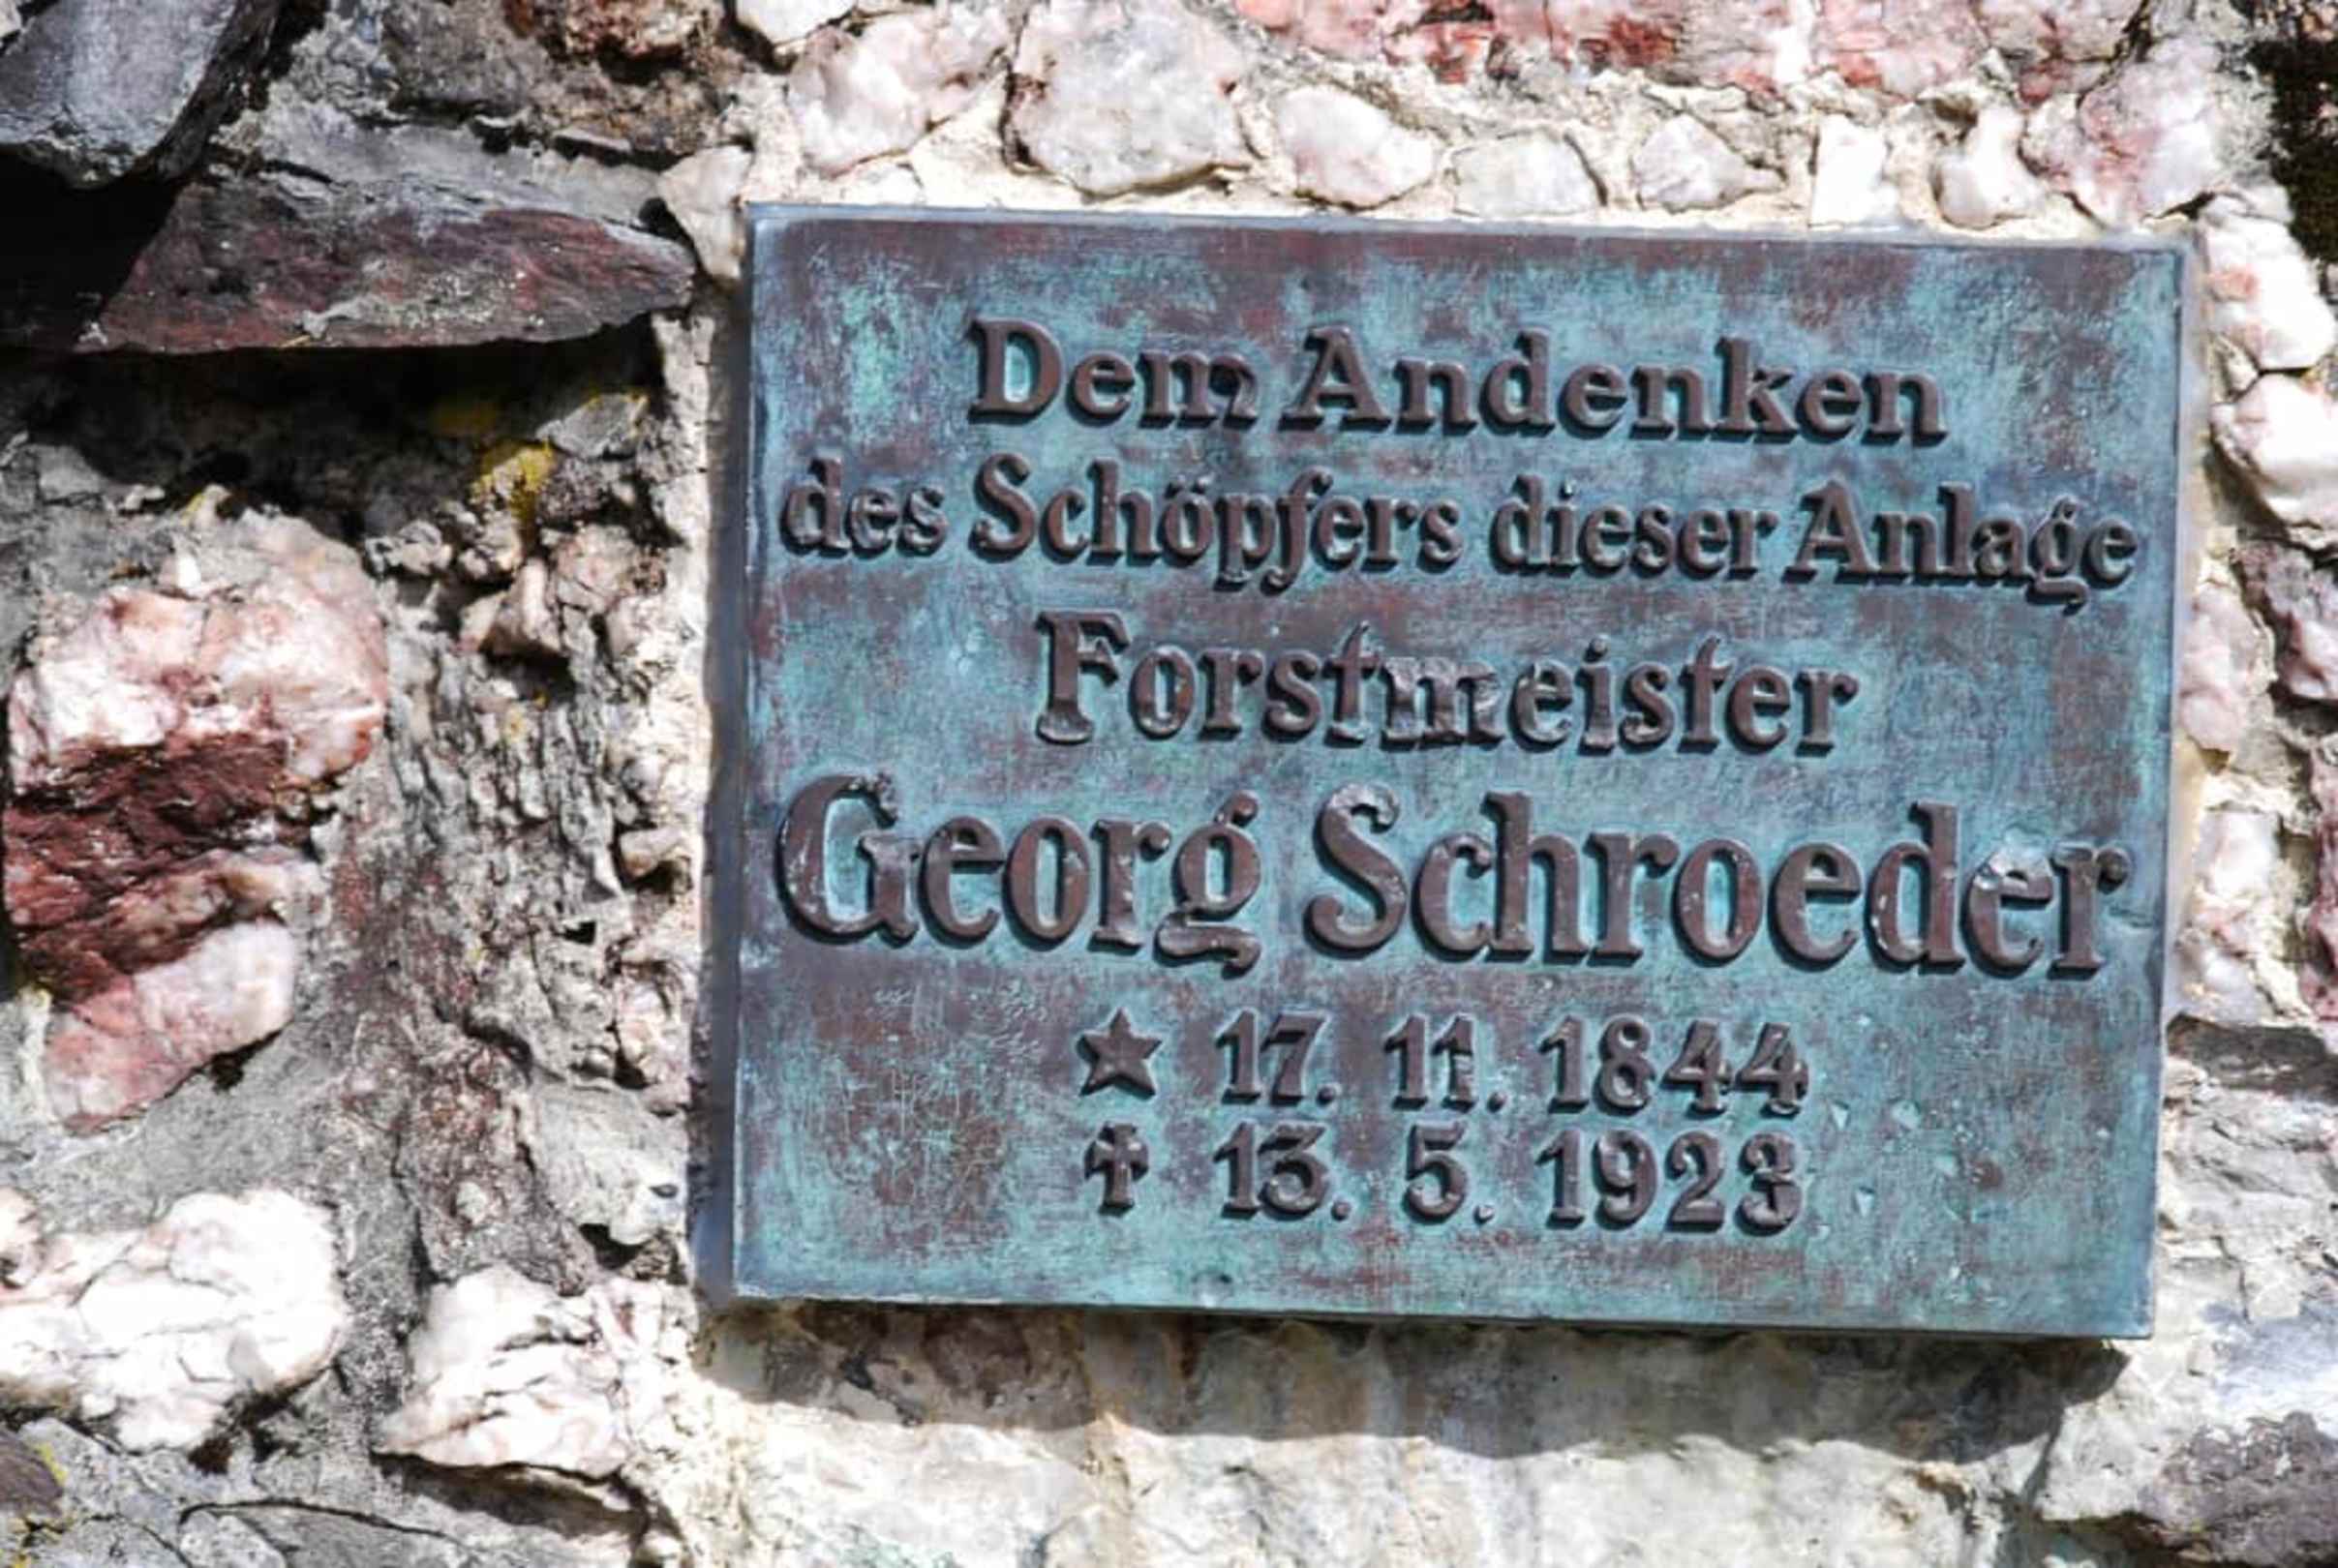 Dem Andenken
des Schöpfers dieser Anlage
Forstmeister
Georg Schroeder
★ 17. 11. 1844
✝ 13. 5. 1923